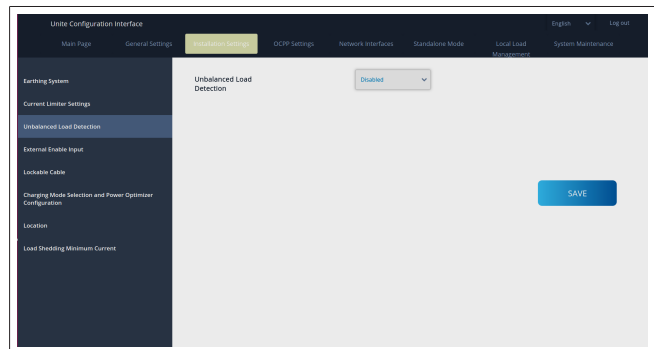 Unite Configuration Interface
English
Log out
Main Page
General Settings
Installation Settings
OCPP Settings
Network Interfaces
Standalone Mode
Local Load
Management
System Maintenance
Earthing System
Current Limiter Settings
Unbalanced Load Detection
External Enable Input
Lockable Cable
Charging Mode Selection and Power Optimizer
Configuration
Location
Load Shedding Minimum Current
Unbalanced Load
Detection
Disabled
SAVE